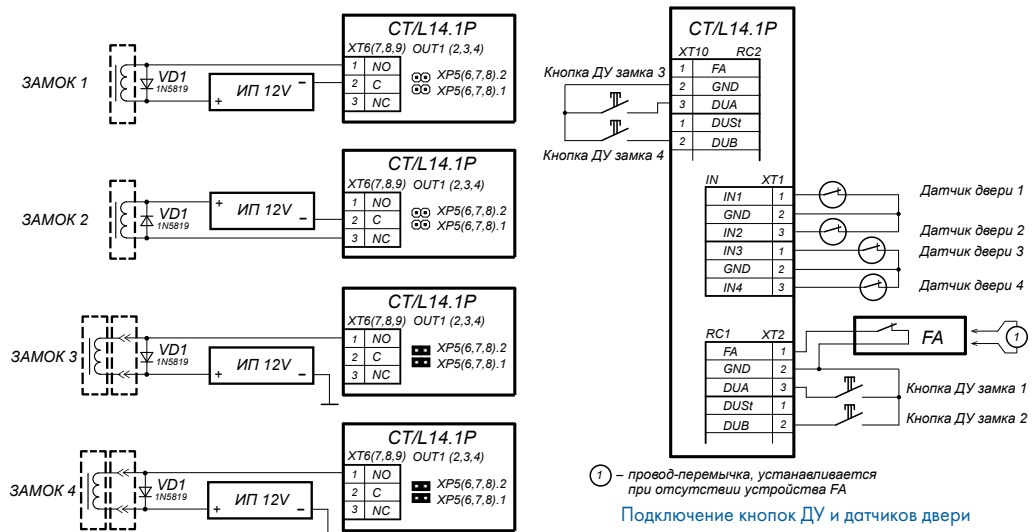 CT/L14.1P
XT6(7,8,9) OUT1 (2,3,4)
ЗАМОК 1
VD1
1N5819
+ ИП 12V –
1 NO
2 C
3 NC
XP5(6,7,8).2
XP5(6,7,8).1
CT/L14.1P
XT6(7,8,9) OUT1 (2,3,4)
ЗАМОК 2
VD1
1N5819
+ ИП 12V –
1 NO
2 C
3 NC
XP5(6,7,8).2
XP5(6,7,8).1
CT/L14.1P
XT6(7,8,9) OUT1 (2,3,4)
ЗАМОК 3
VD1
1N5819
+ ИП 12V –
1 NO
2 C
3 NC
XP5(6,7,8).2
XP5(6,7,8).1
CT/L14.1P
XT6(7,8,9) OUT1 (2,3,4)
ЗАМОК 4
VD1
1N5819
+ ИП 12V –
1 NO
2 C
3 NC
XP5(6,7,8).2
XP5(6,7,8).1
CT/L14.1P
XT10 RC2
Кнопка ДУ замка 3
1 FA
2 GND
3 DUA
1 DUSt
2 DUB
Кнопка ДУ замка 4
IN XT1
IN1 1
GND 2
IN2 3
IN3 1
GND 2
IN4 3
Датчик двери 1
Датчик двери 2
Датчик двери 3
Датчик двери 4
RC1 XT2
FA 1
GND 2
DUA 3
DUSt 1
DUB 2
FA
1
Кнопка ДУ замка 1
Кнопка ДУ замка 2
1 – провод-перемычка, устанавливается
при отсутствии устройства FA
Подключение кнопок ДУ и датчиков двери